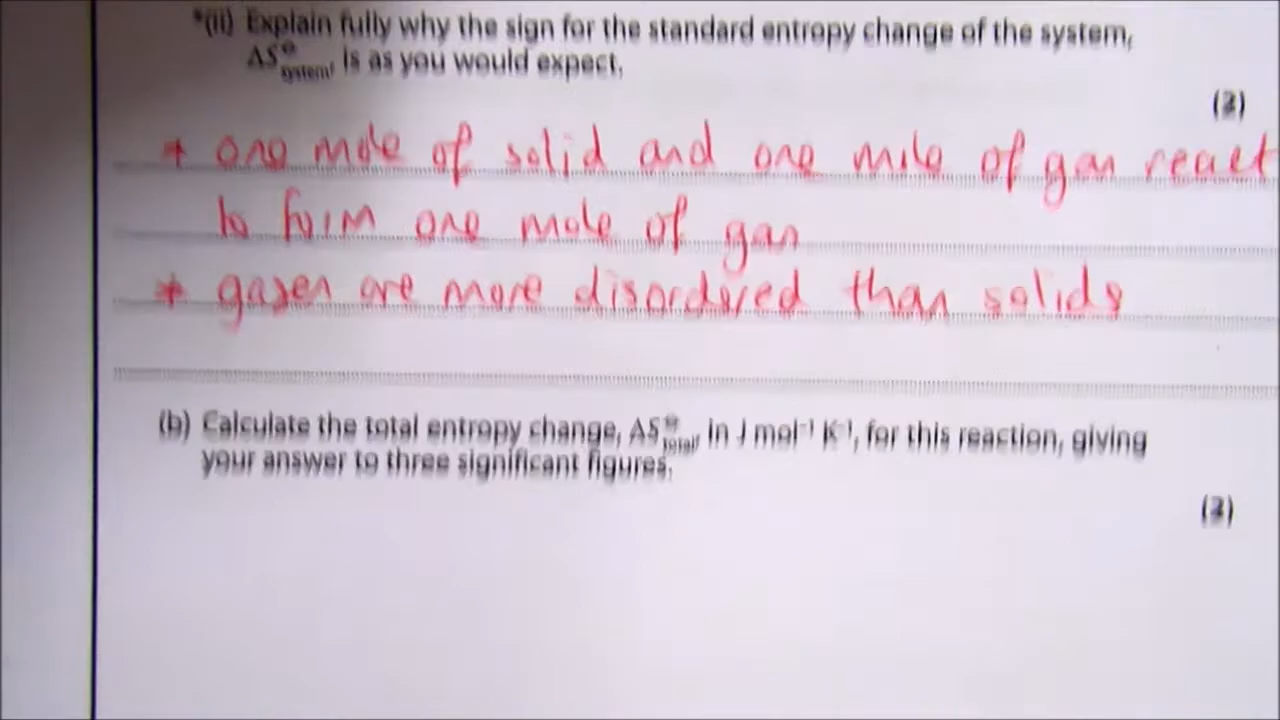 *(ii) Explain fully why the sign for the standard entropy change of the system,
ΔS⦵system, is as you would expect.
(2)
* one mole of solid and one mole of gas react
to form one mole of gas
* gases are more disordered than solids
(b) Calculate the total entropy change, ΔS⦵total, in J mol⁻¹ K⁻¹, for this reaction, giving
your answer to three significant figures.
(3)